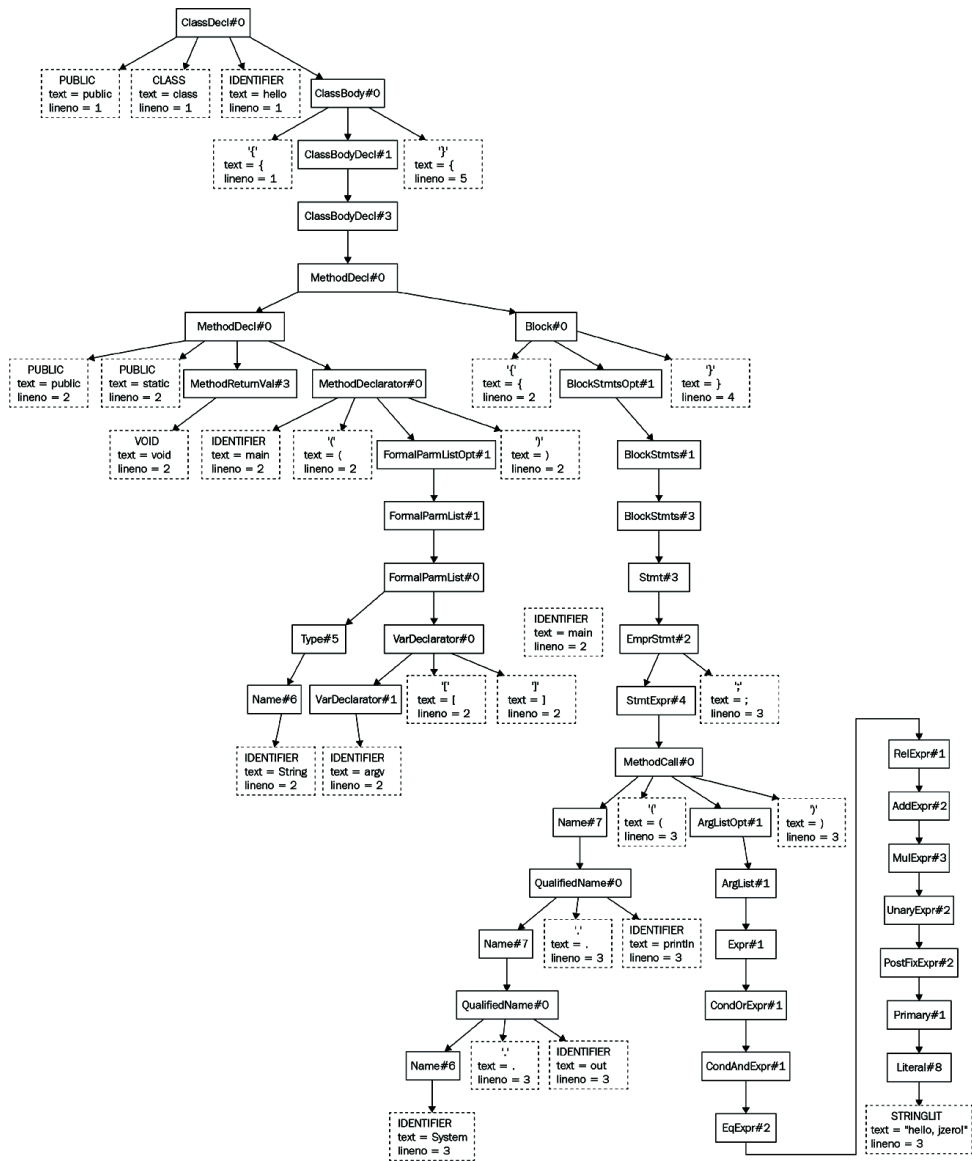 ClassDecl#0
PUBLIC
text = public
lineno = 1
CLASS
text = class
lineno = 1
IDENTIFIER
text = hello
lineno = 1
ClassBody#0
'{'
text = {
lineno = 1
ClassBodyDecl#1
'}'
text = {
lineno = 5
ClassBodyDecl#3
MethodDecl#0
MethodDecl#0
Block#0
PUBLIC
text = public
lineno = 2
PUBLIC
text = static
lineno = 2
MethodReturnVal#3
MethodDeclarator#0
'{'
text = {
lineno = 2
BlockStmtsOpt#1
'}'
text = }
lineno = 4
VOID
text = void
lineno = 2
IDENTIFIER
text = main
lineno = 2
'('
text = (
lineno = 2
FormalParmListOpt#1
')'
text = )
lineno = 2
BlockStmts#1
FormalParmList#1
BlockStmts#3
FormalParmList#0
Stmt#3
Type#5
VarDeclarator#0
IDENTIFIER
text = main
lineno = 2
EmprStmt#2
Name#6
VarDeclarator#1
'['
text = [
lineno = 2
']'
text = ]
lineno = 2
StmtExpr#4
';'
text = ;
lineno = 3
IDENTIFIER
text = String
lineno = 2
IDENTIFIER
text = argv
lineno = 2
MethodCall#0
RelExpr#1
Name#7
'('
text = (
lineno = 3
ArgListOpt#1
')'
text = )
lineno = 3
AddExpr#2
MulExpr#3
QualifiedName#0
ArgList#1
UnaryExpr#2
Name#7
'.'
text = .
lineno = 3
IDENTIFIER
text = println
lineno = 3
Expr#1
PostFixExpr#2
QualifiedName#0
CondOrExpr#1
Primary#1
Name#6
'.'
text = .
lineno = 3
IDENTIFIER
text = out
lineno = 3
CondAndExpr#1
Literal#8
IDENTIFIER
text = System
lineno = 3
EqExpr#2
STRINGLIT
text = "hello, jzero!"
lineno = 3